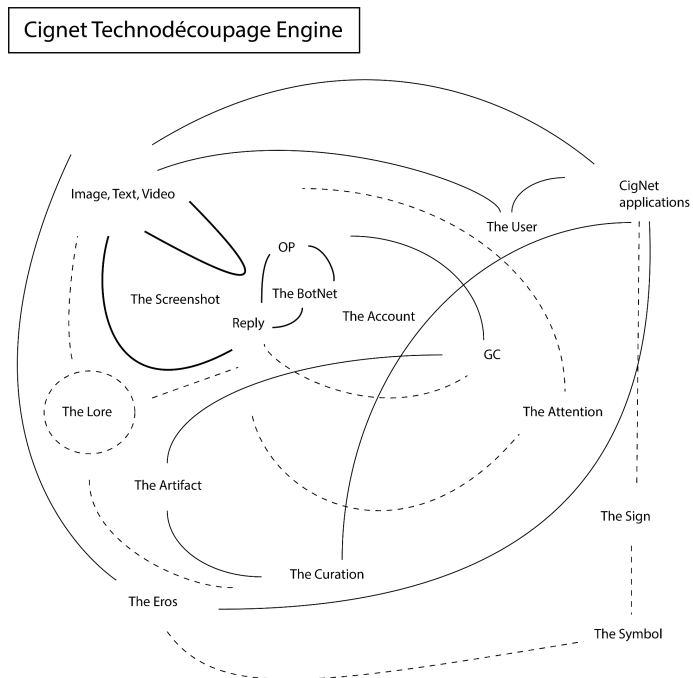 Cignet Technodécoupage Engine
Image, Text, Video
CigNet
applications
The User
OP
The Screenshot
The BotNet
Reply
The Account
GC
The Lore
The Attention
The Artifact
The Sign
The Curation
The Eros
The Symbol